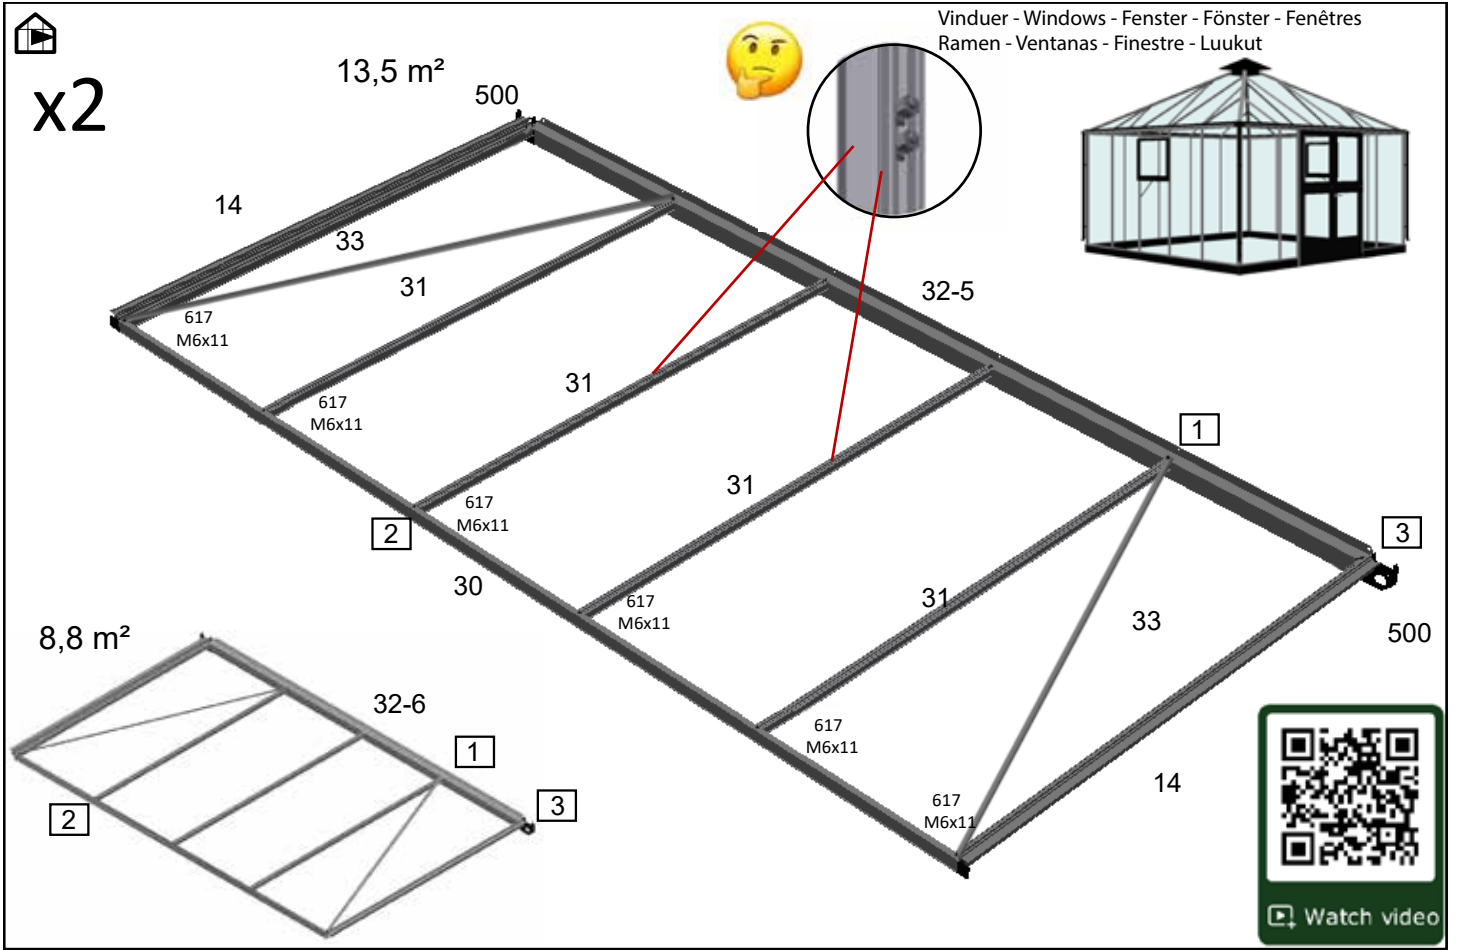 Vinduer - Windows - Fenster - Fönster - Fenêtres
Ramen - Ventanas - Finestre - Luukut
x2
13,5 m²
500
14
33
31
617
M6x11
32-5
31
617
M6x11
1
31
617
M6x11
2
3
30
31
617
M6x11
33
500
8,8 m²
32-6
617
M6x11
1
14
617
M6x11
3
2
Watch video